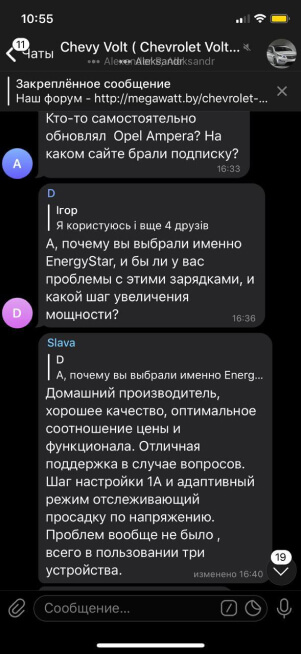 10:55
11
Чаты
Chevy Volt ( Chevrolet Volt...
Aleksandr
Закреплённое сообщение
Наш форум - http://megawatt.by/chevrolet-...
Кто-то самостоятельно
обновлял Opel Ampera? На
каком сайте брали подписку?
16:33
A
D
Ігор
Я користуюсь і вще 4 друзів
А, почему вы выбрали именно
EnergyStar, и бы ли у вас
проблемы с этими зарядками, и
какой шаг увеличения
мощности?
16:36
D
Slava
D
А, почему вы выбрали именно Energ...
Домашний производитель,
хорошее качество, оптимальное
соотношение цены и
функционала. Отличная
поддержка в случае вопросов.
Шаг настройки 1А и адаптивный
режим отслеживающий
просадку по напряжению.
Проблем вообще не было ,
всего в пользовании три
устройства.
изменено 16:40
19
Сообщение...